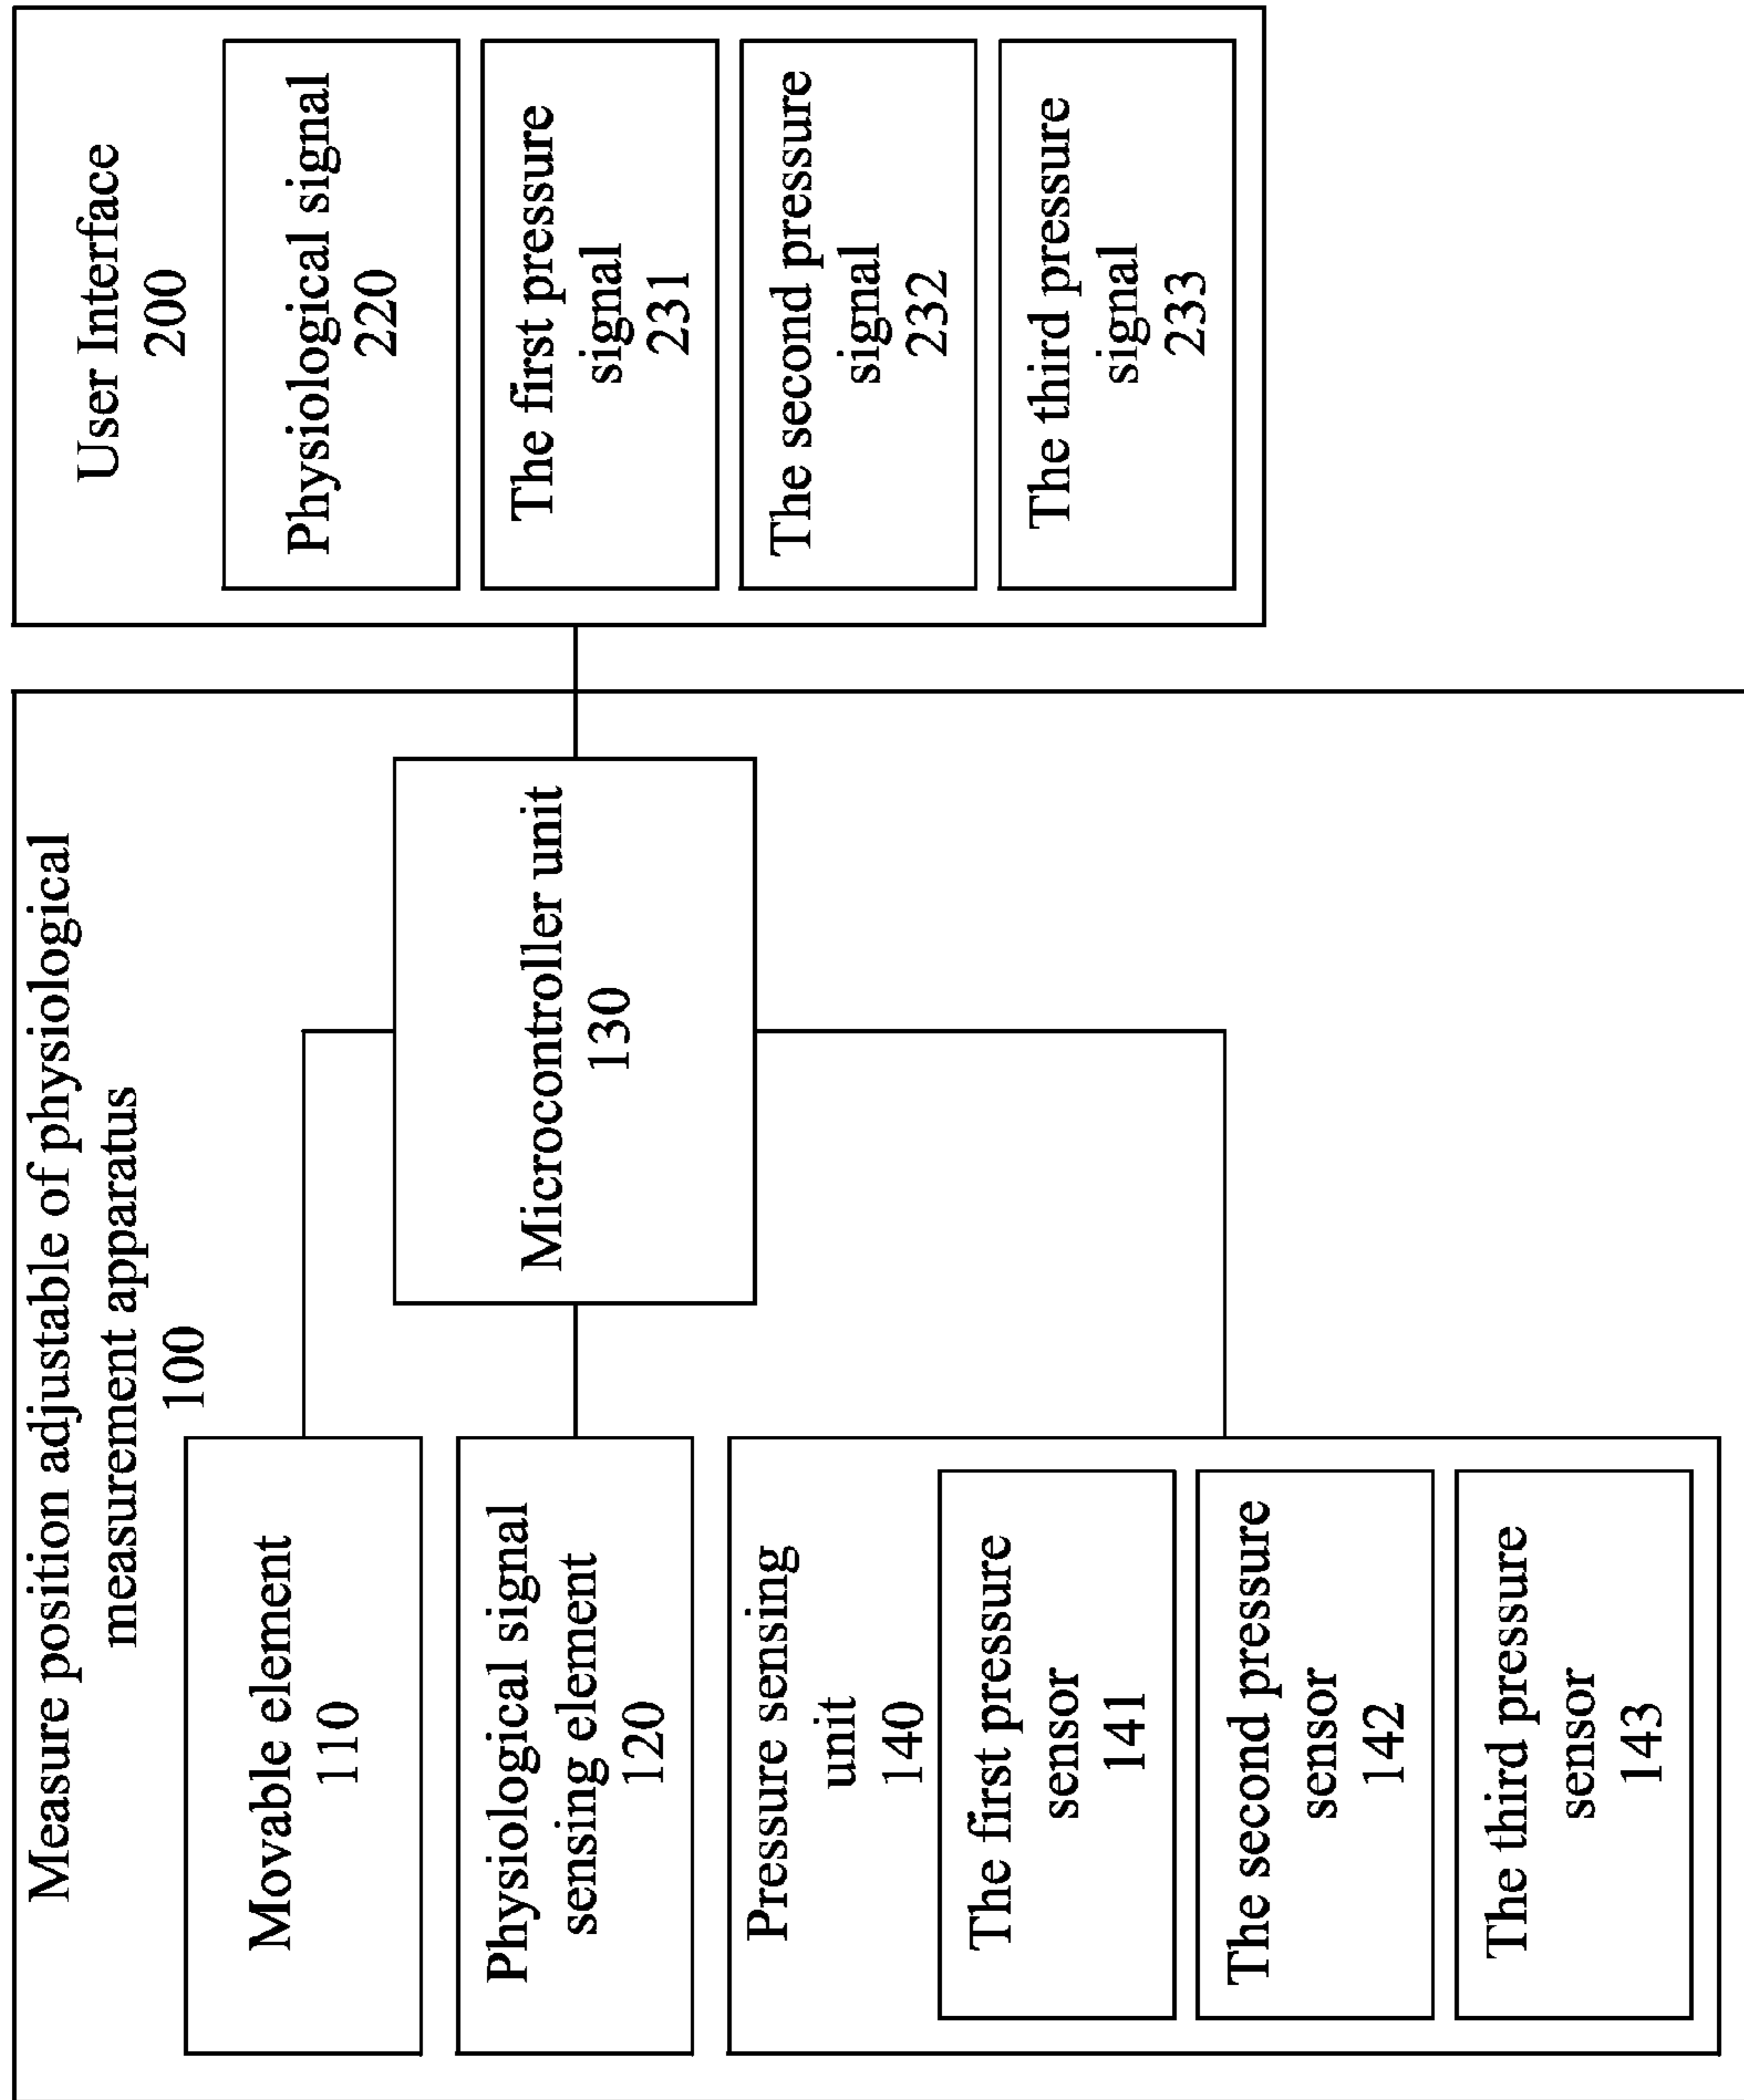 Measure position adjustable of physiological
measurement apparatus
100
Movable element
110
Physiological signal
sensing element
120
Pressure sensing
unit
140
The first pressure
sensor
141
The second pressure
sensor
142
The third pressure
sensor
143
Microcontroller unit
130
User Interface
200
Physiological signal
220
The first pressure
signal
231
The second pressure
signal
232
The third pressure
signal
233